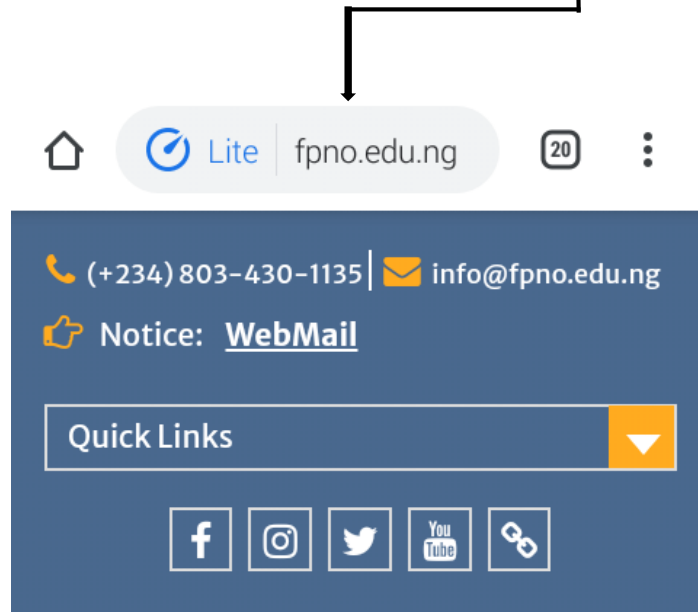 Lite fpno.edu.ng 20
(+234) 803-430-1135 info@fpno.edu.ng
Notice: WebMail
Quick Links
You Tube